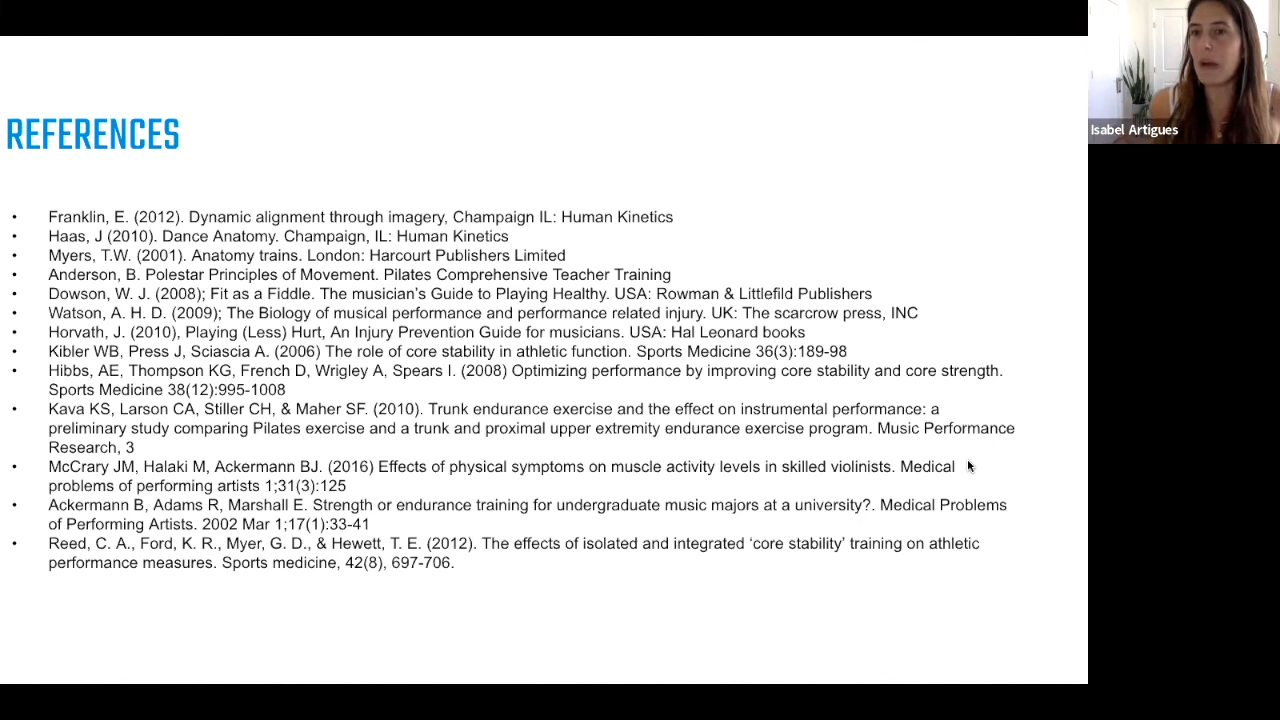 REFERENCES
• Franklin, E. (2012). Dynamic alignment through imagery, Champaign IL: Human Kinetics
• Haas, J (2010). Dance Anatomy. Champaign, IL: Human Kinetics
• Myers, T.W. (2001). Anatomy trains. London: Harcourt Publishers Limited
• Anderson, B. Polestar Principles of Movement. Pilates Comprehensive Teacher Training
• Dowson, W. J. (2008); Fit as a Fiddle. The musician's Guide to Playing Healthy. USA: Rowman & Littlefild Publishers
• Watson, A. H. D. (2009); The Biology of musical performance and performance related injury. UK: The scarcrow press, INC
• Horvath, J. (2010), Playing (Less) Hurt, An Injury Prevention Guide for musicians. USA: Hal Leonard books
• Kibler WB, Press J, Sciascia A. (2006) The role of core stability in athletic function. Sports Medicine 36(3):189-98
• Hibbs, AE, Thompson KG, French D, Wrigley A, Spears I. (2008) Optimizing performance by improving core stability and core strength.
Sports Medicine 38(12):995-1008
• Kava KS, Larson CA, Stiller CH, & Maher SF. (2010). Trunk endurance exercise and the effect on instrumental performance: a
preliminary study comparing Pilates exercise and a trunk and proximal upper extremity endurance exercise program. Music Performance
Research, 3
• McCrary JM, Halaki M, Ackermann BJ. (2016) Effects of physical symptoms on muscle activity levels in skilled violinists. Medical
problems of performing artists 1;31(3):125
• Ackermann B, Adams R, Marshall E. Strength or endurance training for undergraduate music majors at a university?. Medical Problems
of Performing Artists. 2002 Mar 1;17(1):33-41
• Reed, C. A., Ford, K. R., Myer, G. D., & Hewett, T. E. (2012). The effects of isolated and integrated 'core stability' training on athletic
performance measures. Sports medicine, 42(8), 697-706.
Isabel Artigues